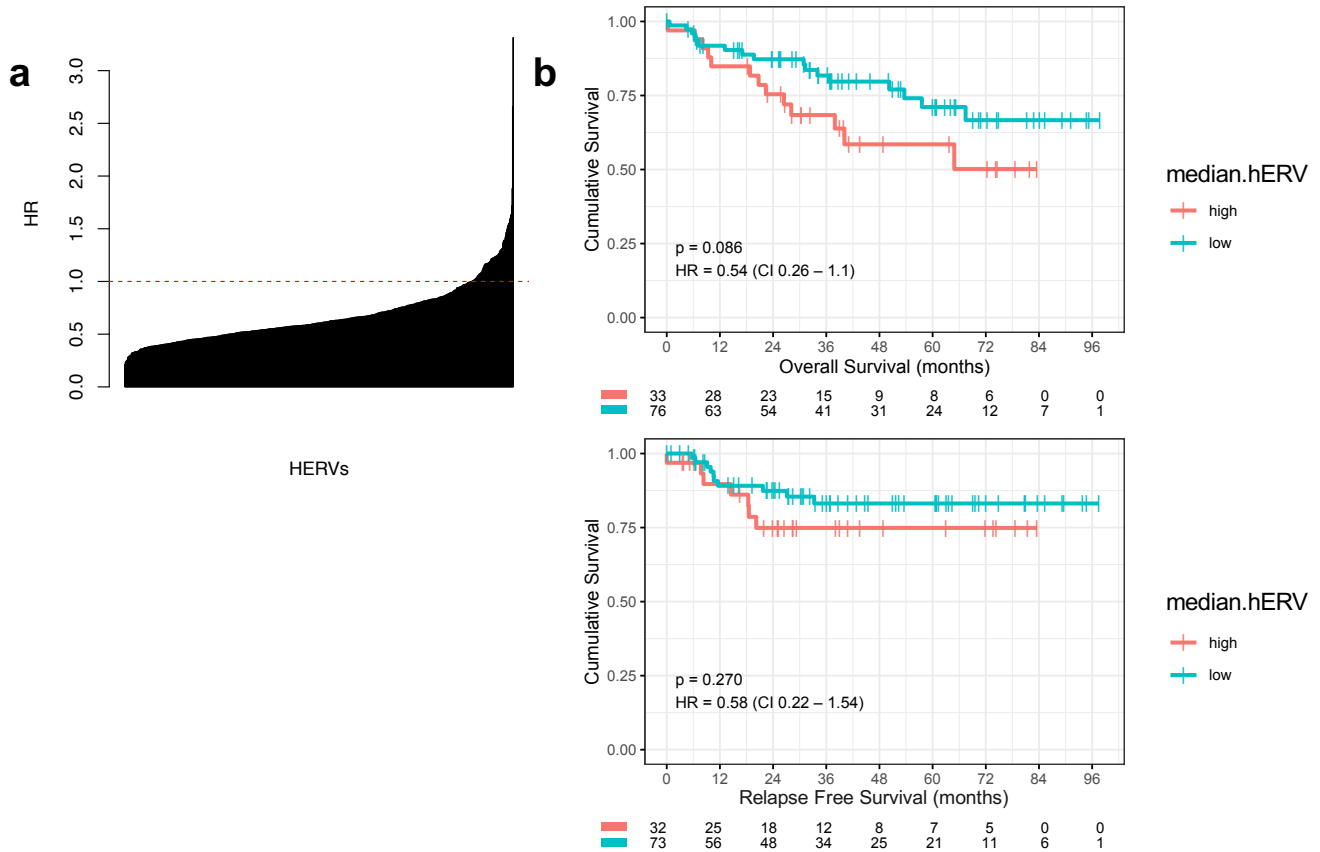 a
HR
3.0
2.5
2.0
1.5
1.0
0.5
0.0
HERVs
b
Cumulative Survival
1.00
0.75
0.50
0.25
0.00
p = 0.086
HR = 0.54 (CI 0.26 – 1.1)
0 12 24 36 48 60 72 84 96
Overall Survival (months)
33 28 23 15 9 8 6 0 0
76 63 54 41 31 24 12 7 1
median.hERV
high
low
Cumulative Survival
1.00
0.75
0.50
0.25
0.00
p = 0.270
HR = 0.58 (CI 0.22 – 1.54)
0 12 24 36 48 60 72 84 96
Relapse Free Survival (months)
32 25 18 12 8 7 5 0 0
73 56 48 34 25 21 11 6 1
median.hERV
high
low